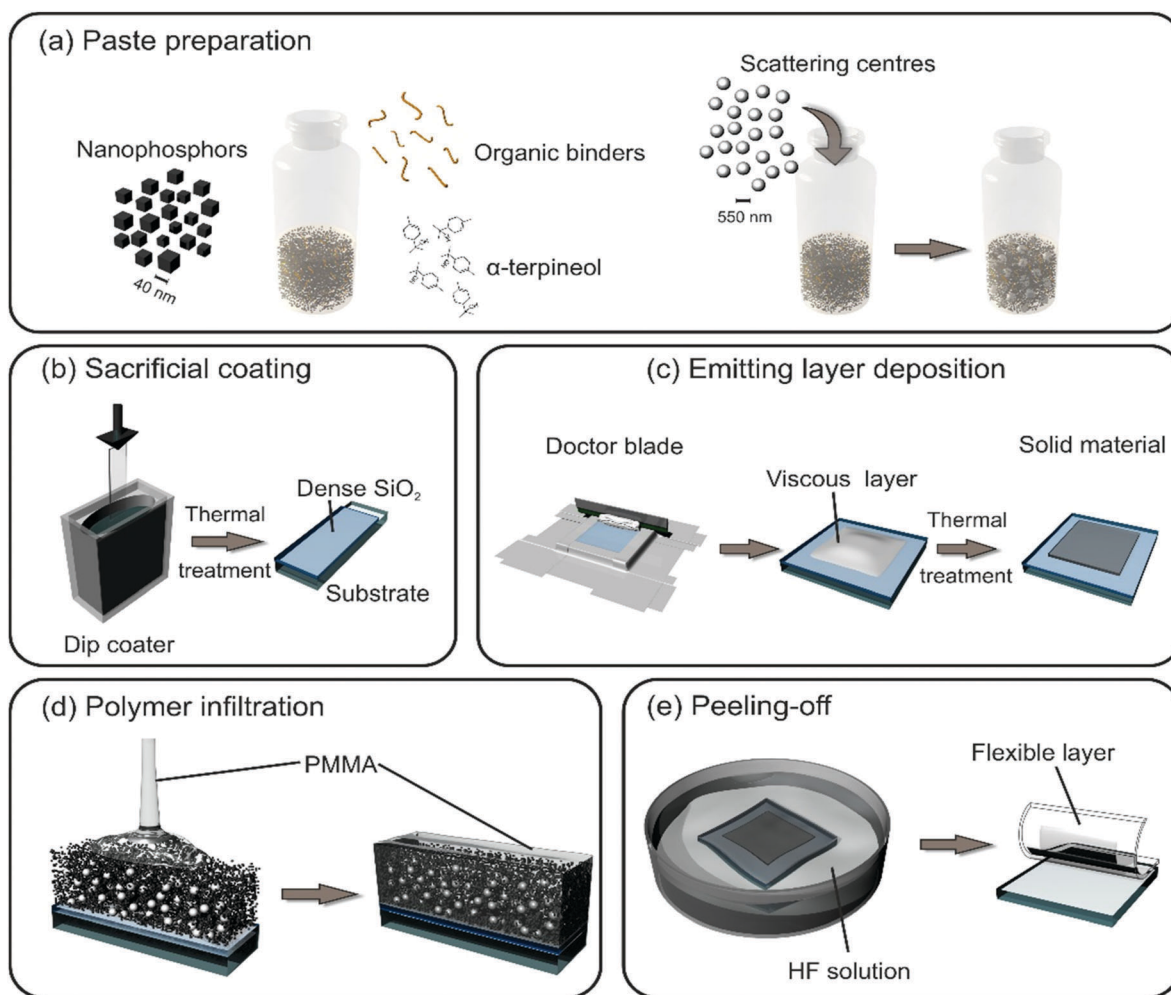 (a) Paste preparation
Scattering centres
Nanophosphors
Organic binders
40 nm
α-terpineol
550 nm
(b) Sacrificial coating
Dense SiO₂
Thermal
treatment
Substrate
Dip coater
(c) Emitting layer deposition
Doctor blade
Viscous layer
Solid material
Thermal
treatment
(d) Polymer infiltration
PMMA
(e) Peeling-off
Flexible layer
HF solution